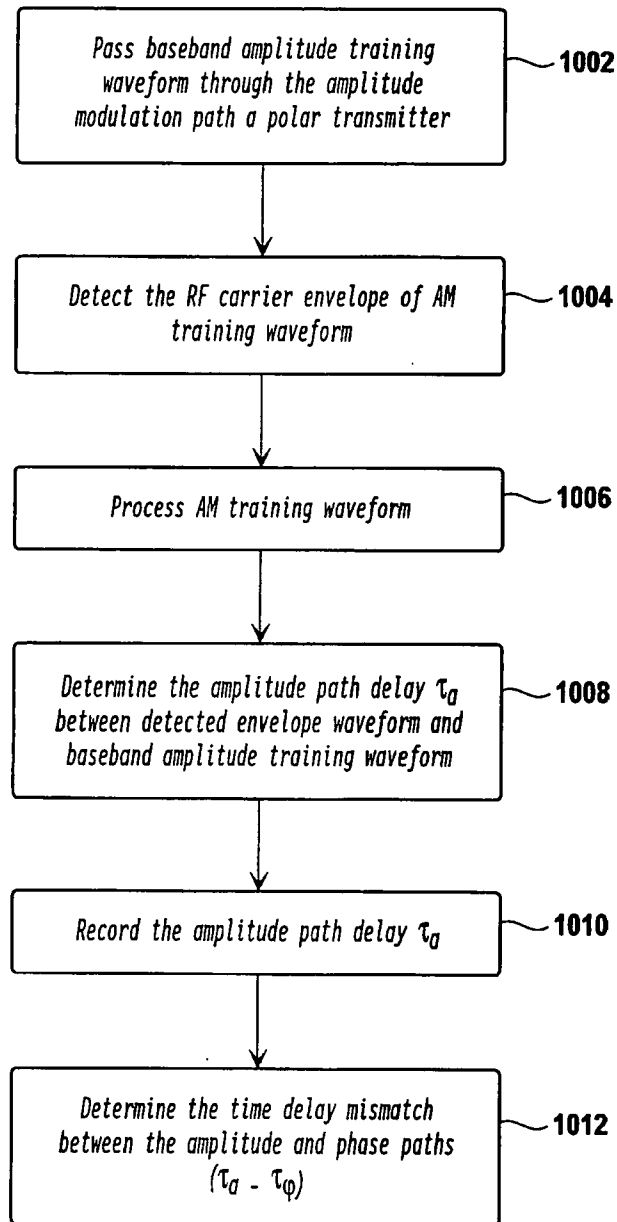 Pass baseband amplitude training
waveform through the amplitude
modulation path a polar transmitter
1002
Detect the RF carrier envelope of AM
training waveform
1004
Process AM training waveform
1006
Determine the amplitude path delay τa
between detected envelope waveform and
baseband amplitude training waveform
1008
Record the amplitude path delay τa
1010
Determine the time delay mismatch
between the amplitude and phase paths
(τa - τφ)
1012